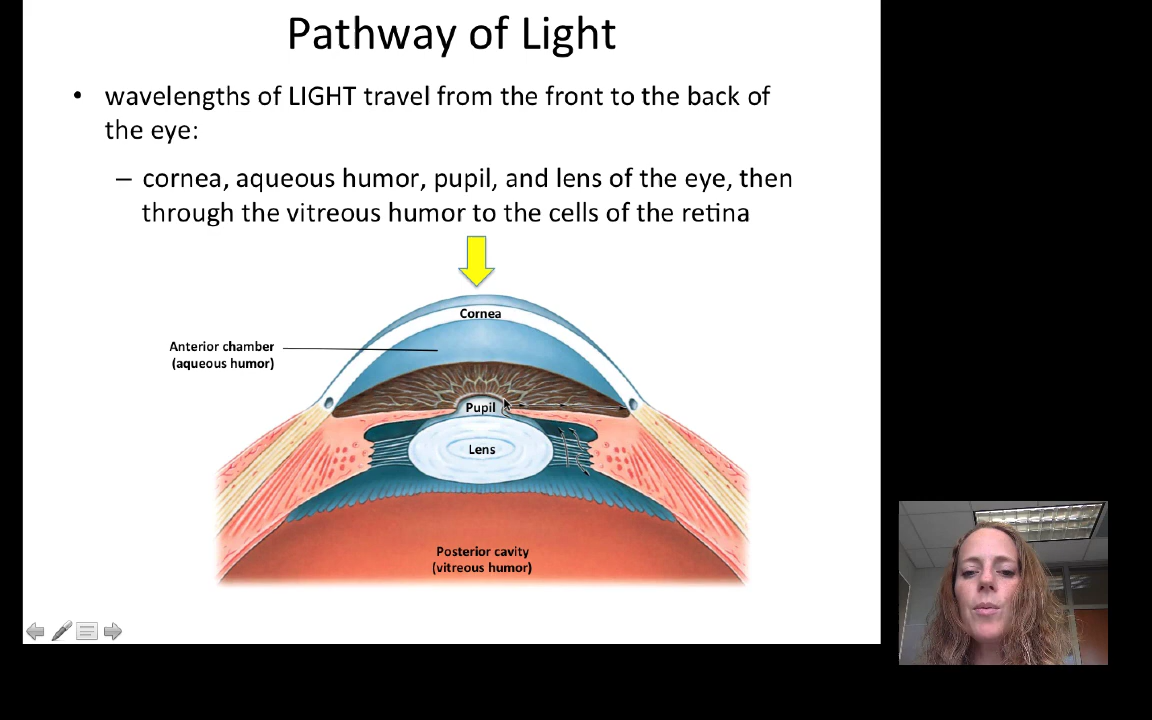 Pathway of Light
• wavelengths of LIGHT travel from the front to the back of
the eye:
– cornea, aqueous humor, pupil, and lens of the eye, then
through the vitreous humor to the cells of the retina
Cornea
Anterior chamber
(aqueous humor)
Pupil
Lens
Posterior cavity
(vitreous humor)